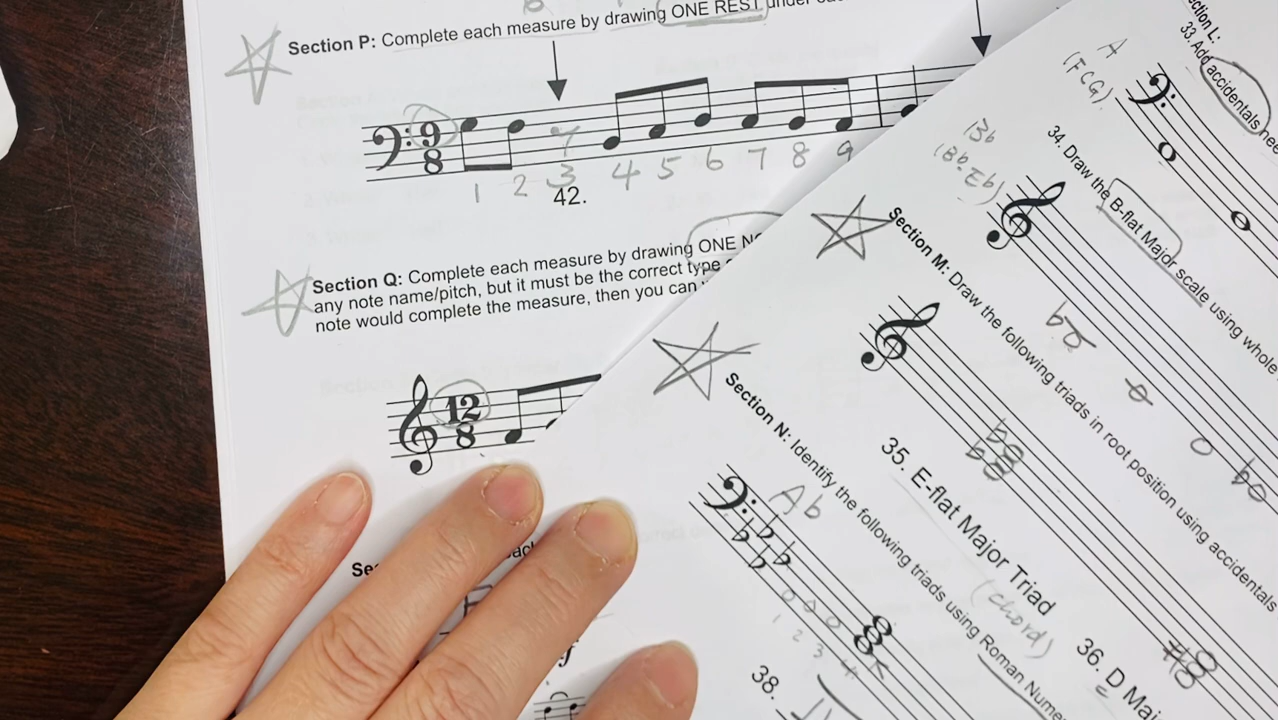 Section P: Complete each measure by drawing ONE REST under
9
8
1 2 3 4 5 6 7 8 9
42.
Section Q: Complete each measure by drawing ONE
any note name/pitch, but it must be the correct type
note would complete the measure, then you can
12
8
Section L:
33. Add accidentals
A
(FCG)
34. Draw the B-flat Major scale using whole
Bb
(Bb.Eb)
Section M: Draw the following triads in root position using accidentals
35. E-flat Major Triad
(chord)
36. D
Section N: Identify the following triads using Roman
Ab
1 2 3 4
38.